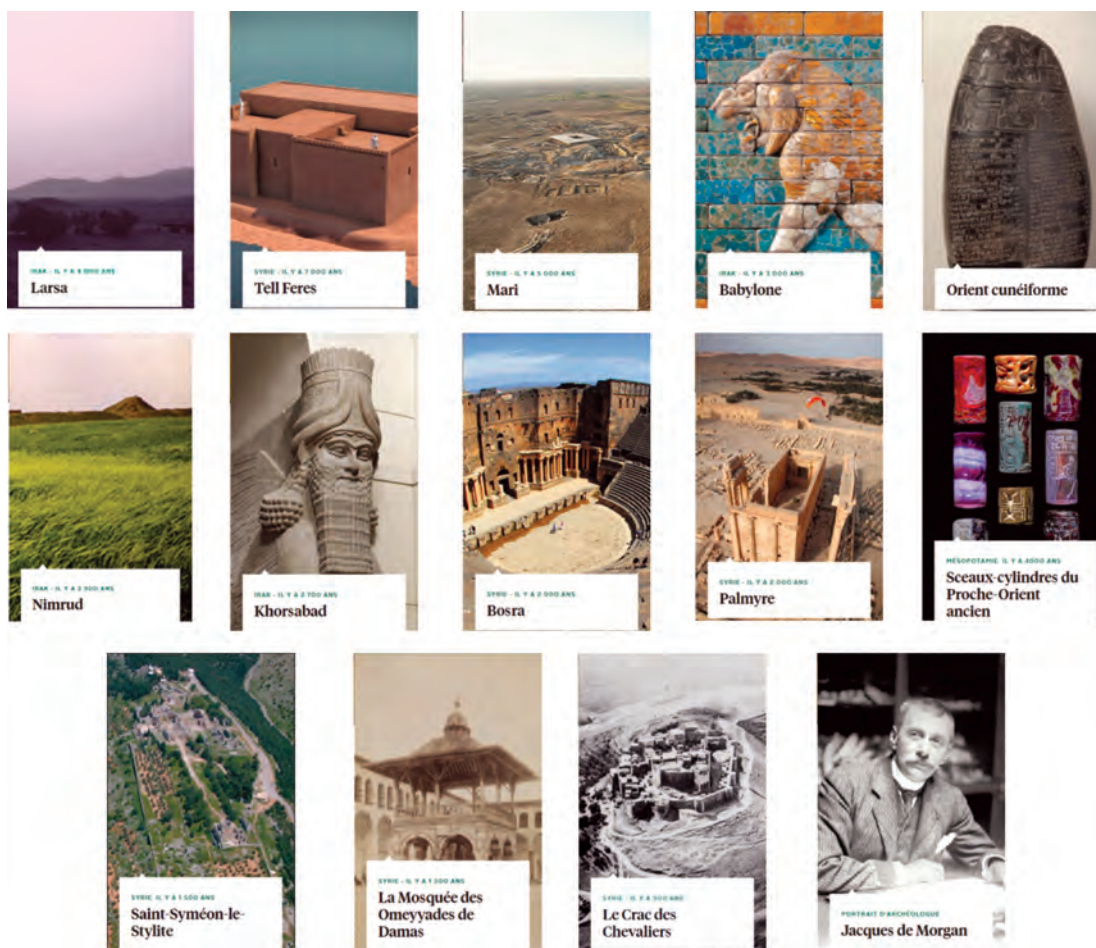 IRAK - IL Y A 8 000 ANS
Larsa
SYRIE - IL Y A 7 000 ANS
Tell Feres
SYRIE - IL Y A 5 000 ANS
Mari
IRAK - IL Y A 3 000 ANS
Babylone
Orient cunéiforme
IRAK - IL Y A 3 000 ANS
Nimrud
IRAK - IL Y A 2 700 ANS
Khorsabad
SYRIE - IL Y A 2 000 ANS
Bosra
SYRIE - IL Y A 2 000 ANS
Palmyre
MÉSOPOTAMIE. IL Y A 4000 ANS
Sceaux-cylindres du
Proche-Orient
ancien
SYRIE. IL Y A 1 500 ANS
Saint-Syméon-le-
Stylite
SYRIE - IL Y A 1 300 ANS
La Mosquée des
Omeyyades de
Damas
SYRIE - IL Y A 900 ANS
Le Crac des
Chevaliers
PORTRAIT D'ARCHÉOLOGUE
Jacques de Morgan